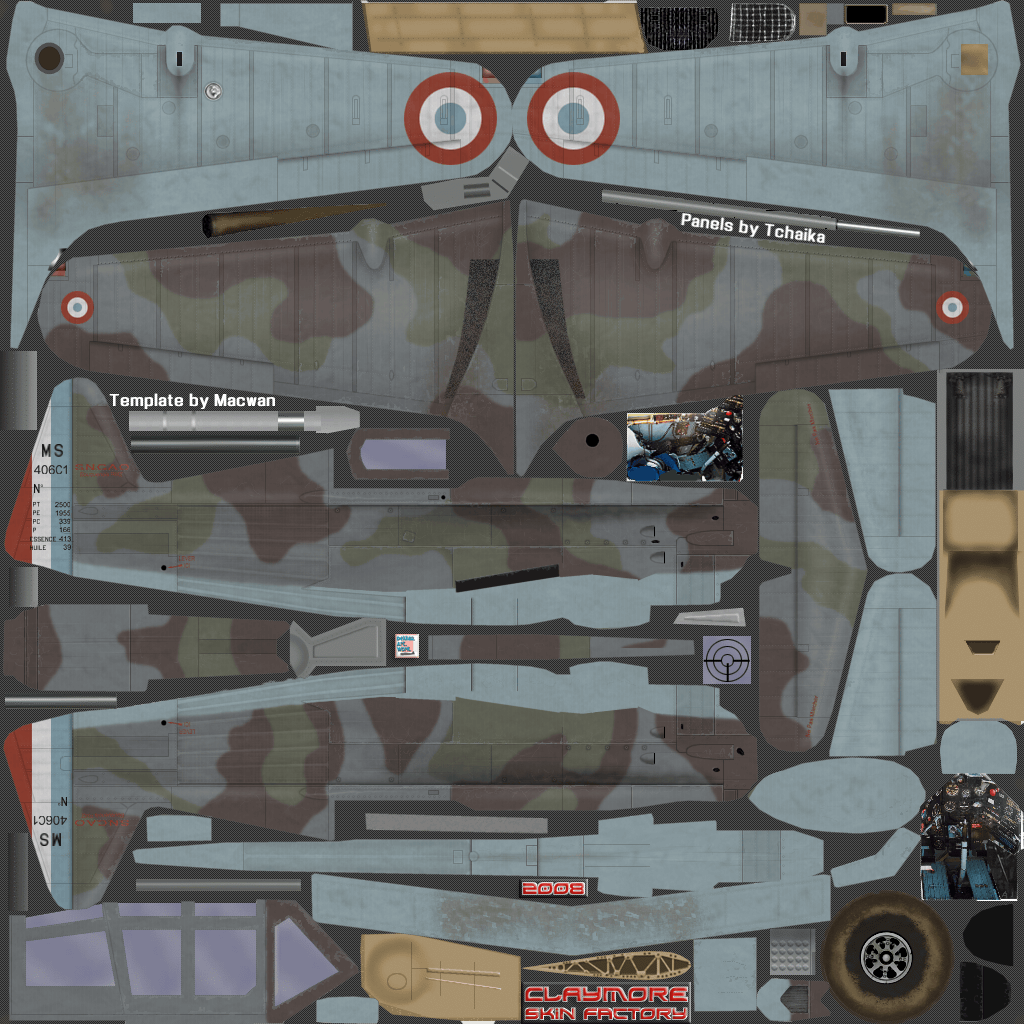 Panels by Tchaika
Template by Macwan
MS
406C1
N°
PT 2500
PE 1955
PC 339
P 166
ESSENCE 413
HUILE 39
N°
406C1
MS
2008
CLAYMORE
SKIN FACTORY